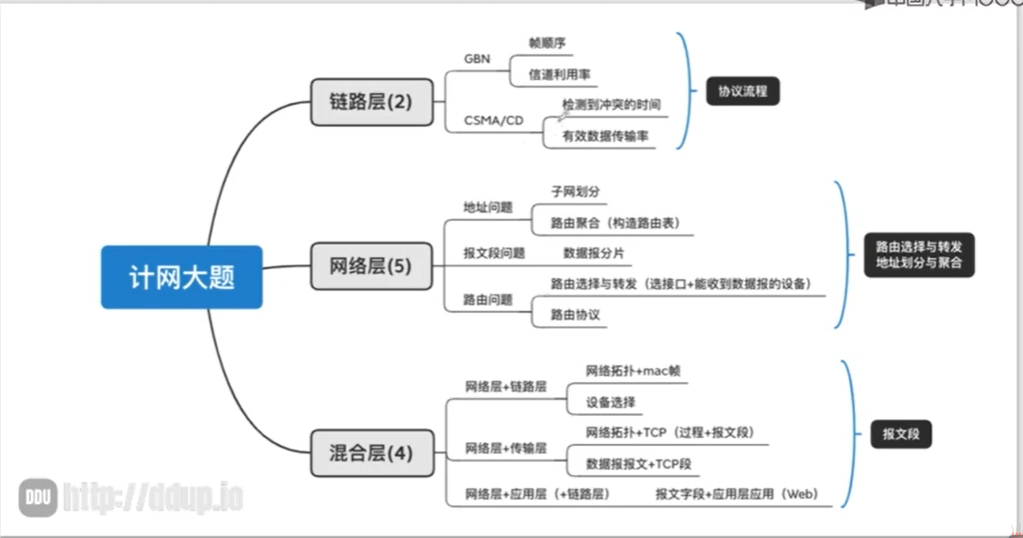 中国大学MOOC
帧顺序
GBN
信道利用率
链路层(2)
协议流程
检测到冲突的时间
CSMA/CD
有效数据传输率
子网划分
地址问题
路由聚合（构造路由表）
网络层(5)
报文段问题
数据报分片
路由选择与转发
地址划分与聚合
计网大题
路由选择与转发（选接口+能收到数据报的设备）
路由问题
路由协议
网络拓扑+mac帧
网络层+链路层
设备选择
混合层(4)
网络拓扑+TCP（过程+报文段）
网络层+传输层
数据报报文+TCP段
报文段
网络层+应用层（+链路层）
报文字段+应用层应用（Web）
DDU http://ddup.io